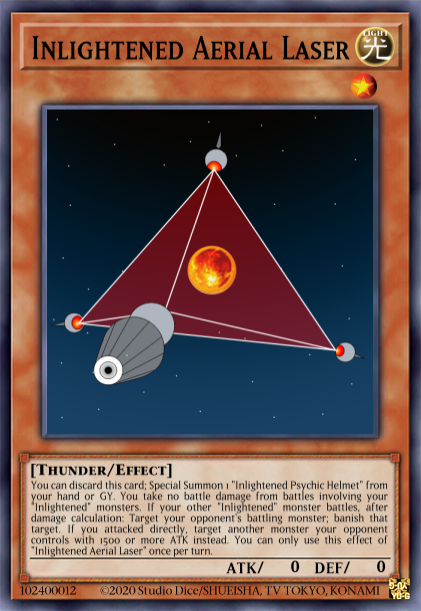 INLIGHTENED AERIAL LASER
LIGHT
光
[THUNDER/EFFECT]
You can discard this card; Special Summon 1 "Inlightened Psychic Helmet" from
your hand or GY. You take no battle damage from battles involving your
"Inlightened" monsters. If your other "Inlightened" monster battles, after
damage calculation: Target your opponent's battling monster; banish that
target. If you attacked directly, target another monster your opponent
controls with 1500 or more ATK instead. You can only use this effect of
"Inlightened Aerial Laser" once per turn.
ATK/ 0 DEF/ 0
102400012 ©2020 Studio Dice/SHUEISHA, TV TOKYO, KONAMI